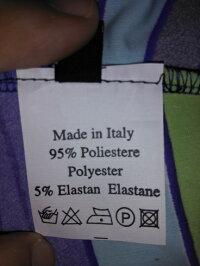 Made in Italy
95% Poliestere
Polyester
5% Elastan Elastane